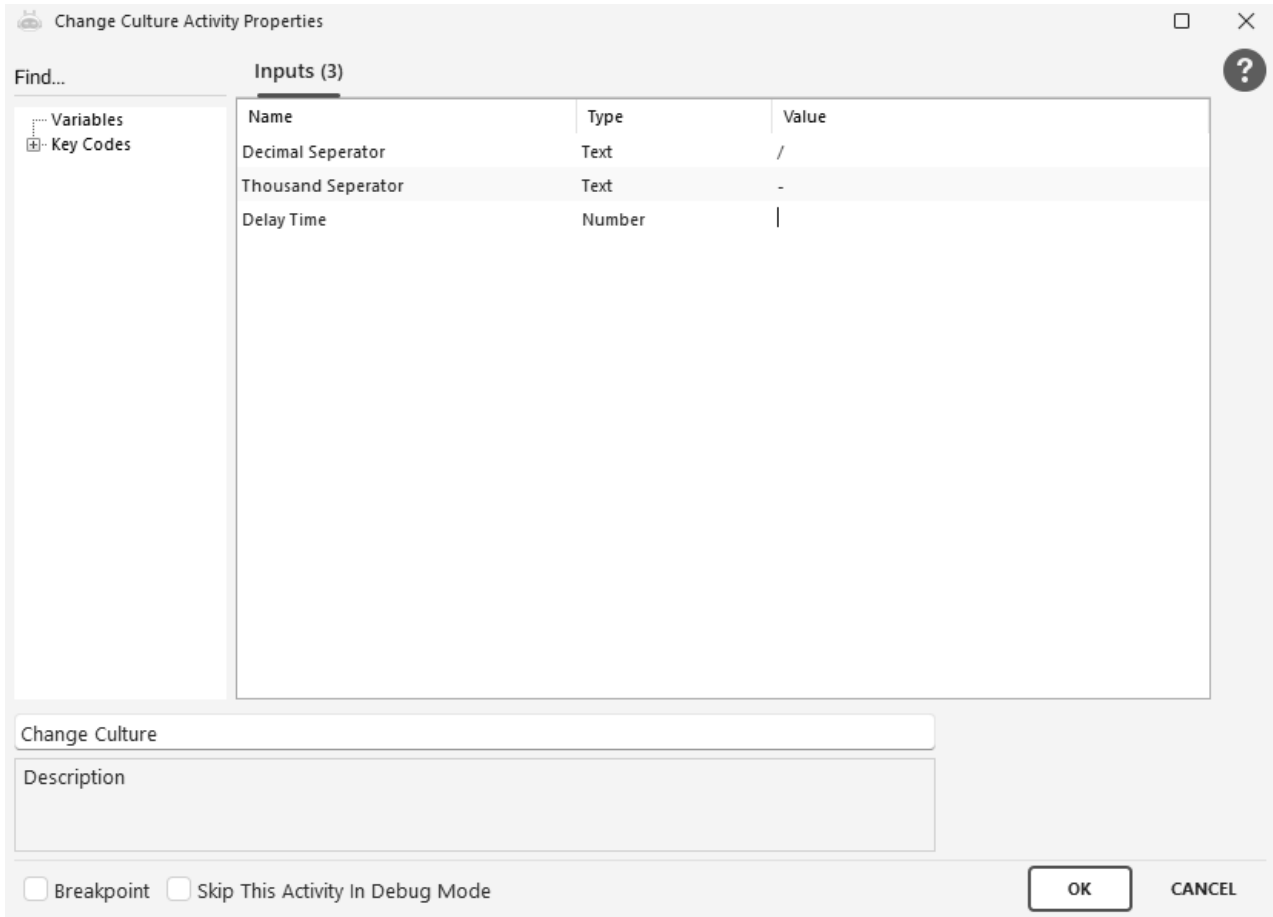 Change Culture Activity Properties
Find...
Inputs (3)
?
Variables
Key Codes
Name Type Value
Decimal Seperator Text /
Thousand Seperator Text -
Delay Time Number
Change Culture
Description
Breakpoint Skip This Activity In Debug Mode OK CANCEL